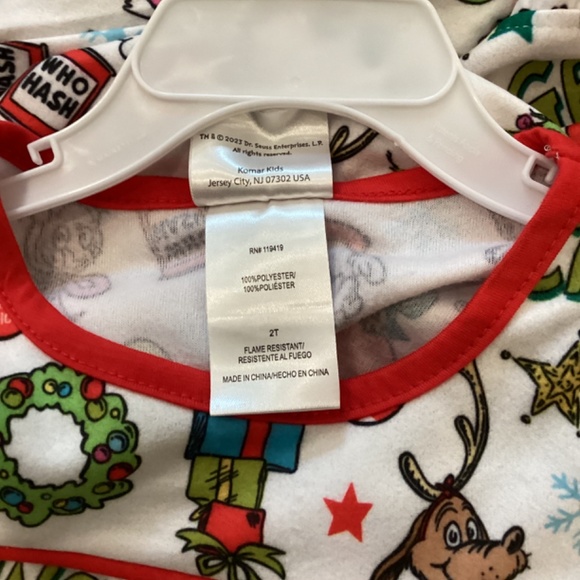 WHO
HASH
TM & © 2023 Dr. Seuss Enterprises, L.P.
All rights reserved.
Komar Kids
Jersey City, NJ 07302 USA
RN# 119419
100%POLYESTER/
100%POLIÉSTER
2T
FLAME RESISTANT/
RESISTENTE AL FUEGO
MADE IN CHINA/HECHO EN CHINA